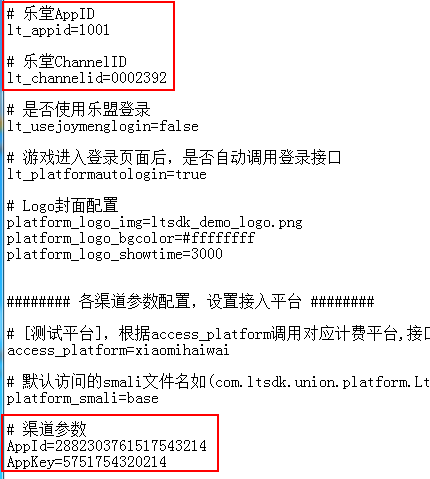 # 乐堂AppID
lt_appid=1001
# 乐堂ChannelID
lt_channelid=0002392
# 是否使用乐盟登录
lt_usejoymenglogin=false
# 游戏进入登录页面后，是否自动调用登录接口
lt_platformautologin=true
# Logo封面配置
platform_logo_img=ltsdk_demo_logo.png
platform_logo_bgcolor=#ffffffff
platform_logo_showtime=3000
######## 各渠道参数配置，设置接入平台 ########
# [测试平台]，根据access_platform调用对应计费平台,接口
access_platform=xiaomihaiwai
# 默认访问的smali文件名如(com.ltsdk.union.platform.Lt
platform_smali=base
# 渠道参数
AppId=2882303761517543214
AppKey=5751754320214